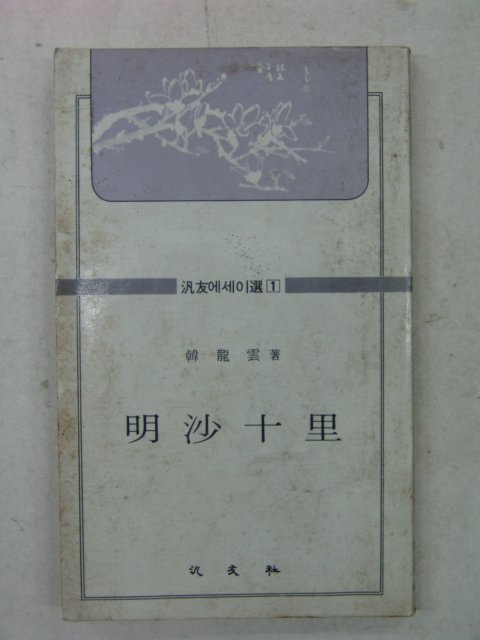 汎友에세이選 1
韓龍雲 著
明沙十里
汎友社